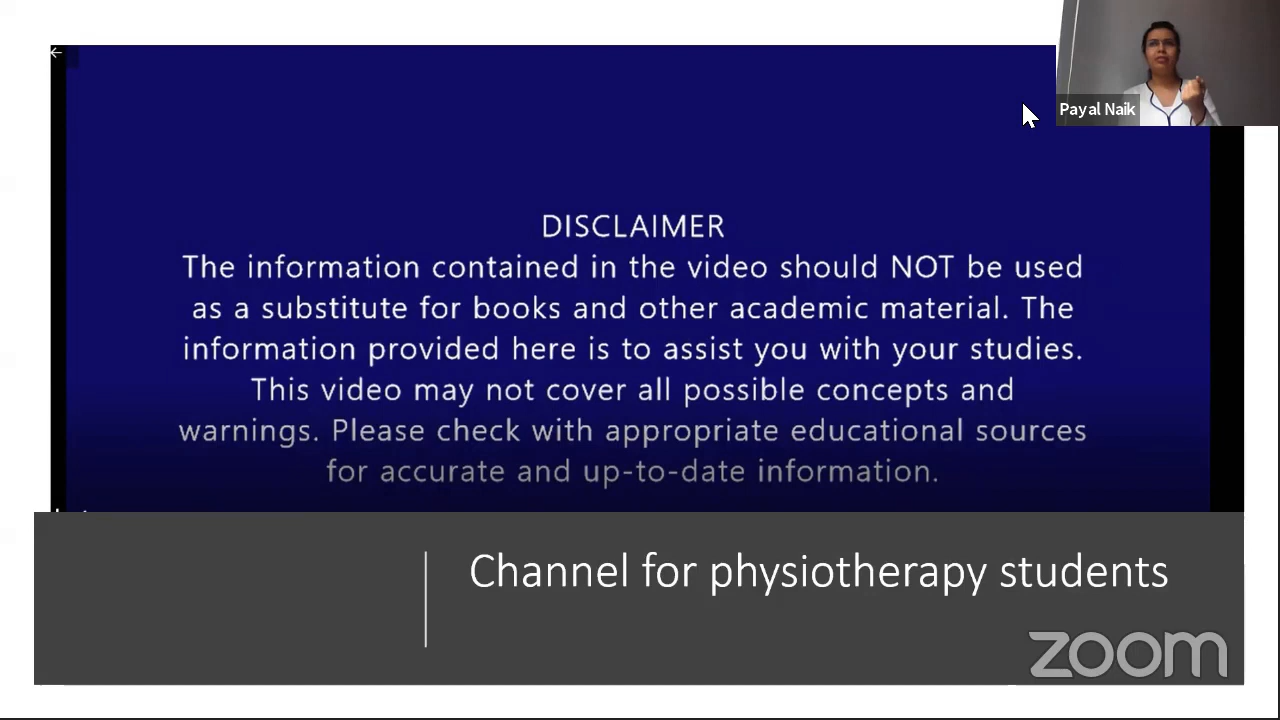 Payal Naik
DISCLAIMER
The information contained in the video should NOT be used
as a substitute for books and other academic material. The
information provided here is to assist you with your studies.
This video may not cover all possible concepts and
warnings. Please check with appropriate educational sources
for accurate and up-to-date information.
Channel for physiotherapy students
zoom